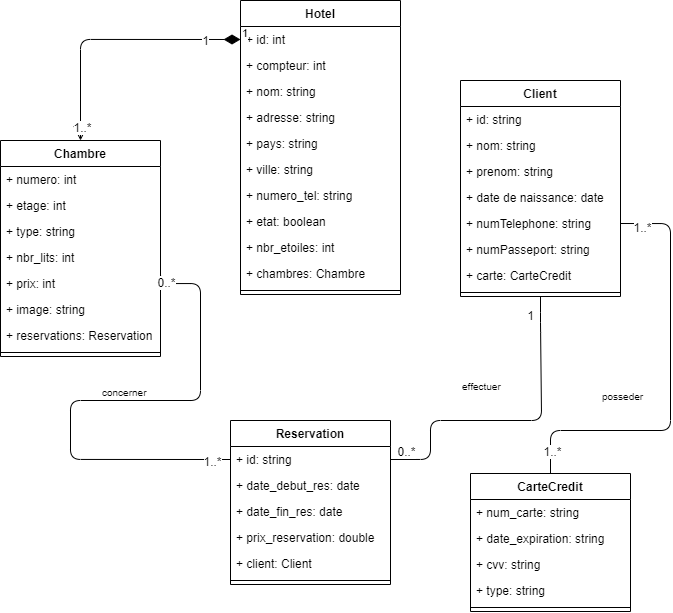 Hotel
+ id: int
+ compteur: int
+ nom: string
+ adresse: string
+ pays: string
+ ville: string
+ numero_tel: string
+ etat: boolean
+ nbr_etoiles: int
+ chambres: Chambre
1
1
1..*
Chambre
+ numero: int
+ etage: int
+ type: string
+ nbr_lits: int
+ prix: int
+ image: string
+ reservations: Reservation
Client
+ id: string
+ nom: string
+ prenom: string
+ date de naissance: date
+ numTelephone: string
+ numPasseport: string
+ carte: CarteCredit
0..*
concerner
1..*
1
effectuer
0..*
1..*
posseder
1..*
Reservation
+ id: string
+ date_debut_res: date
+ date_fin_res: date
+ prix_reservation: double
+ client: Client
CarteCredit
+ num_carte: string
+ date_expiration: string
+ cvv: string
+ type: string